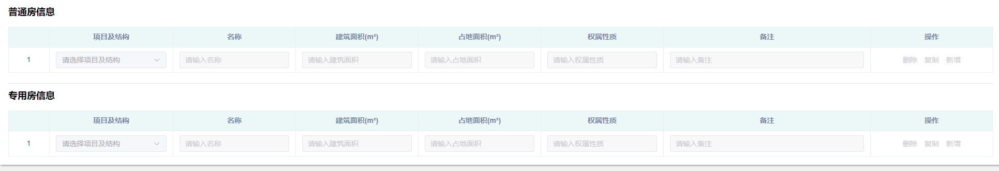 普通房信息
项目及结构 名称 建筑面积(m²) 占地面积(m²) 权属性质 备注 操作
1 请选择项目及结构 请输入名称 请输入建筑面积 请输入占地面积 请输入权属性质 请输入备注 删除 复制 新增
专用房信息
项目及结构 名称 建筑面积(m²) 占地面积(m²) 权属性质 备注 操作
1 请选择项目及结构 请输入名称 请输入建筑面积 请输入占地面积 请输入权属性质 请输入备注 删除 复制 新增